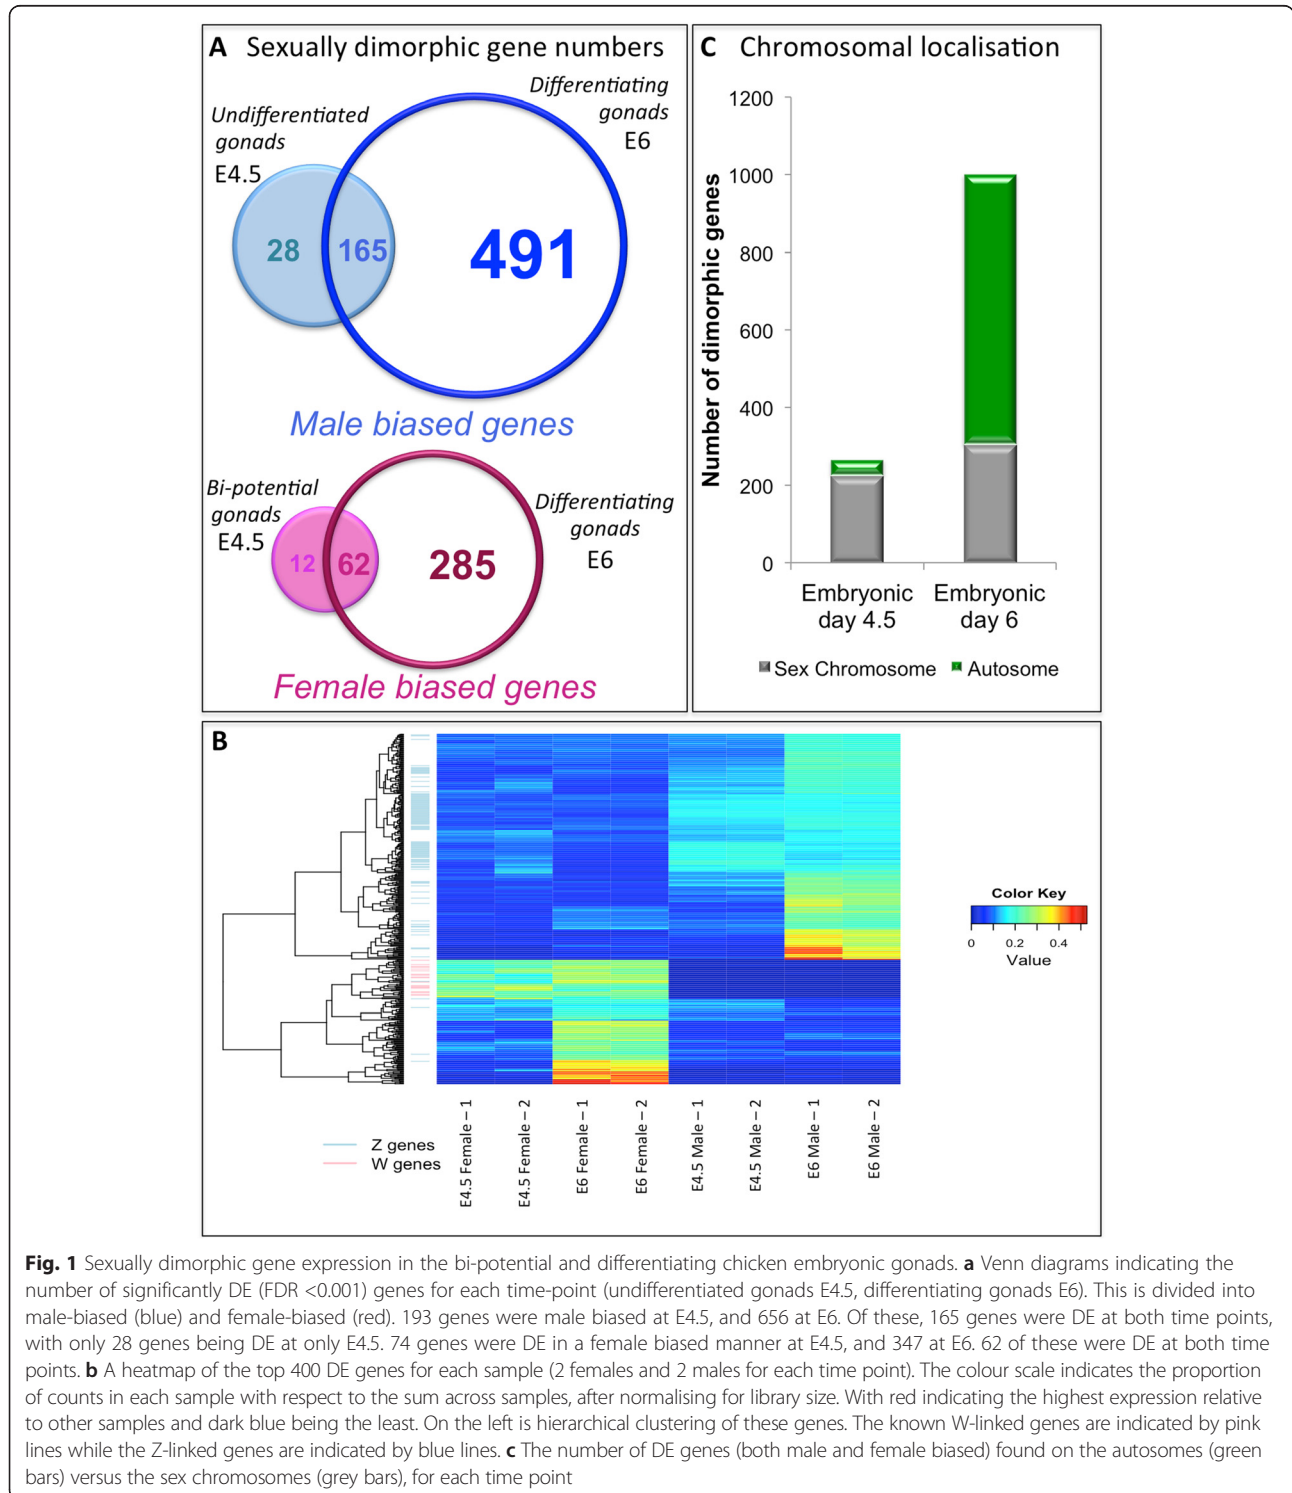 A Sexually dimorphic gene numbers
Differentiating
gonads
E6
Undifferentiated
gonads
E4.5
28
165
491
Male biased genes
Bi-potential
gonads
E4.5
Differentiating
gonads
E6
12
62
285
Female biased genes
C Chromosomal localisation
Number of dimorphic genes
1200
1000
800
600
400
200
0
Embryonic
day 4.5
Embryonic
day 6
Sex Chromosome
Autosome
B
Color Key
0
0.2
0.4
Value
Z genes
W genes
E4.5 Female – 1
E4.5 Female – 2
E6 Female – 1
E6 Female – 2
E4.5 Male – 1
E4.5 Male – 2
E6 Male – 1
E6 Male – 2
Fig. 1 Sexually dimorphic gene expression in the bi-potential and differentiating chicken embryonic gonads. a Venn diagrams indicating the
number of significantly DE (FDR <0.001) genes for each time-point (undifferentiated gonads E4.5, differentiating gonads E6). This is divided into
male-biased (blue) and female-biased (red). 193 genes were male biased at E4.5, and 656 at E6. Of these, 165 genes were DE at both time points,
with only 28 genes being DE at only E4.5. 74 genes were DE in a female biased manner at E4.5, and 347 at E6. 62 of these were DE at both time
points. b A heatmap of the top 400 DE genes for each sample (2 females and 2 males for each time point). The colour scale indicates the proportion
of counts in each sample with respect to the sum across samples, after normalising for library size. With red indicating the highest expression relative
to other samples and dark blue being the least. On the left is hierarchical clustering of these genes. The known W-linked genes are indicated by pink
lines while the Z-linked genes are indicated by blue lines. c The number of DE genes (both male and female biased) found on the autosomes (green
bars) versus the sex chromosomes (grey bars), for each time point